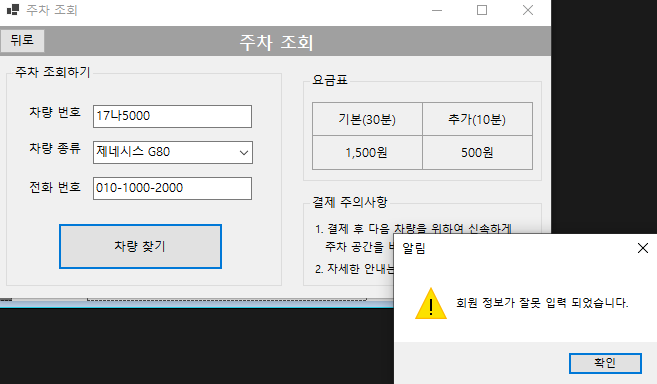 주차 조회
뒤로
주차 조회
주차 조회하기
차량 번호
17나5000
차량 종류
제네시스 G80
전화 번호
010-1000-2000
차량 찾기
요금표
기본(30분)
추가(10분)
1,500원
500원
결제 주의사항
1. 결제 후 다음 차량을 위하여 신속하게
주차 공간을
2. 자세한 안내는
알림
회원 정보가 잘못 입력 되었습니다.
확인